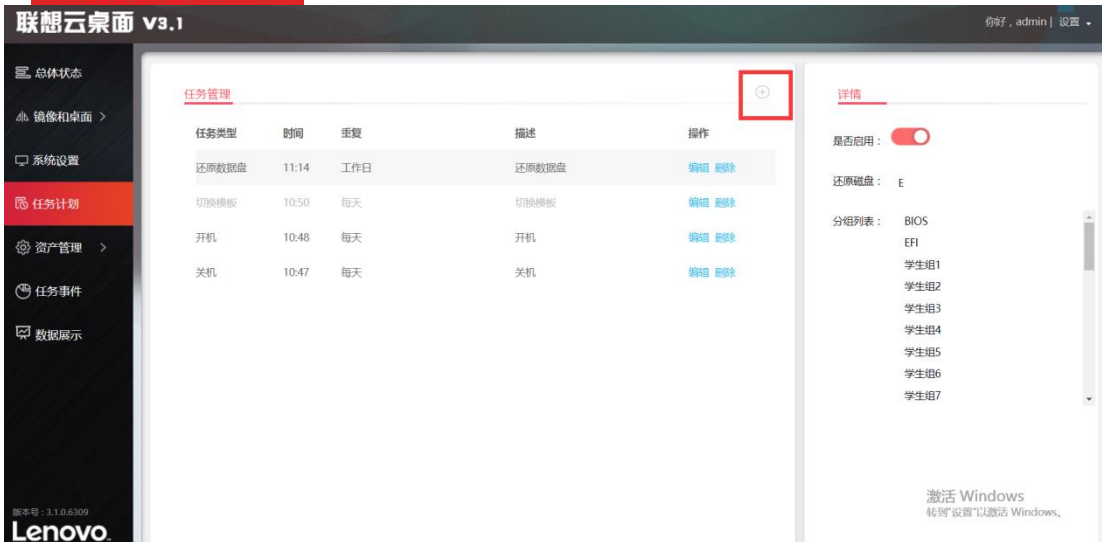 联想云桌面 V3.1
你好，admin | 设置
总体状态
镜像和桌面
系统设置
任务计划
资产管理
任务事件
数据展示
版本号：3.1.0.6309
Lenovo
任务管理
任务类型 时间 重复 描述 操作
还原数据盘 11:14 工作日 还原数据盘 编辑 删除
切换模板 10:50 每天 切换模板 编辑 删除
开机 10:48 每天 开机 编辑 删除
关机 10:47 每天 关机 编辑 删除
详情
是否启用：
还原磁盘： E
分组列表： BIOS
EFI
学生组1
学生组2
学生组3
学生组4
学生组5
学生组6
学生组7
激活 Windows
转到"设置"以激活 Windows。